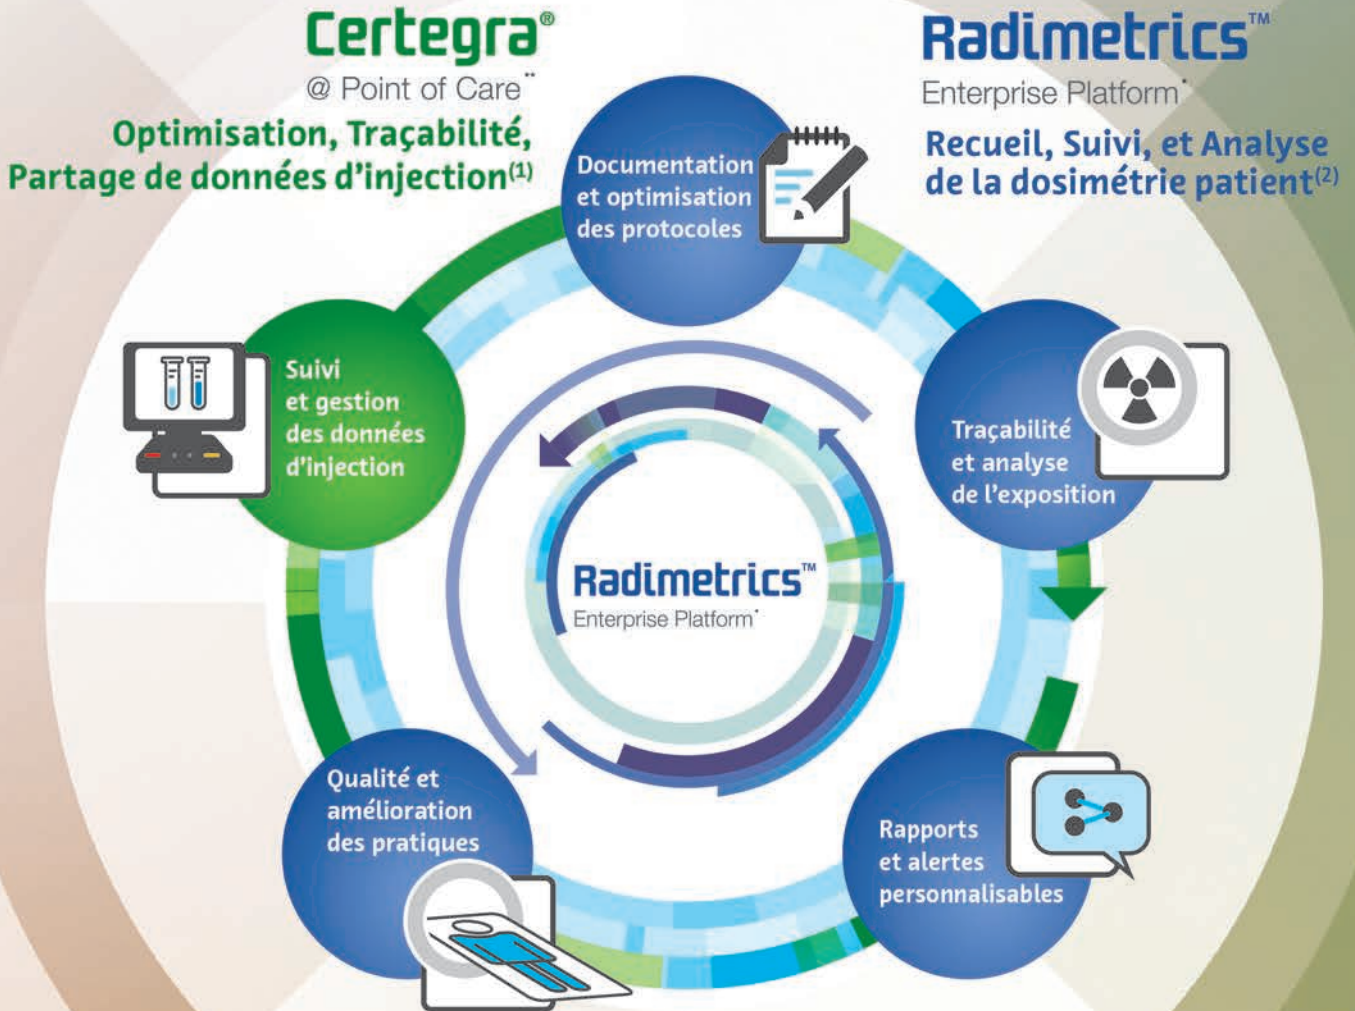 Certegra®
@ Point of Care**
Optimisation, Traçabilité,
Partage de données d’injection(1)
Radimetrics™
Enterprise Platform*
Recueil, Suivi, et Analyse
de la dosimétrie patient(2)
Documentation
et optimisation
des protocoles
Suivi
et gestion
des données
d’injection
Traçabilité
et analyse
de l’exposition
Radimetrics™
Enterprise Platform*
Qualité et
amélioration
des pratiques
Rapports
et alertes
personnalisables